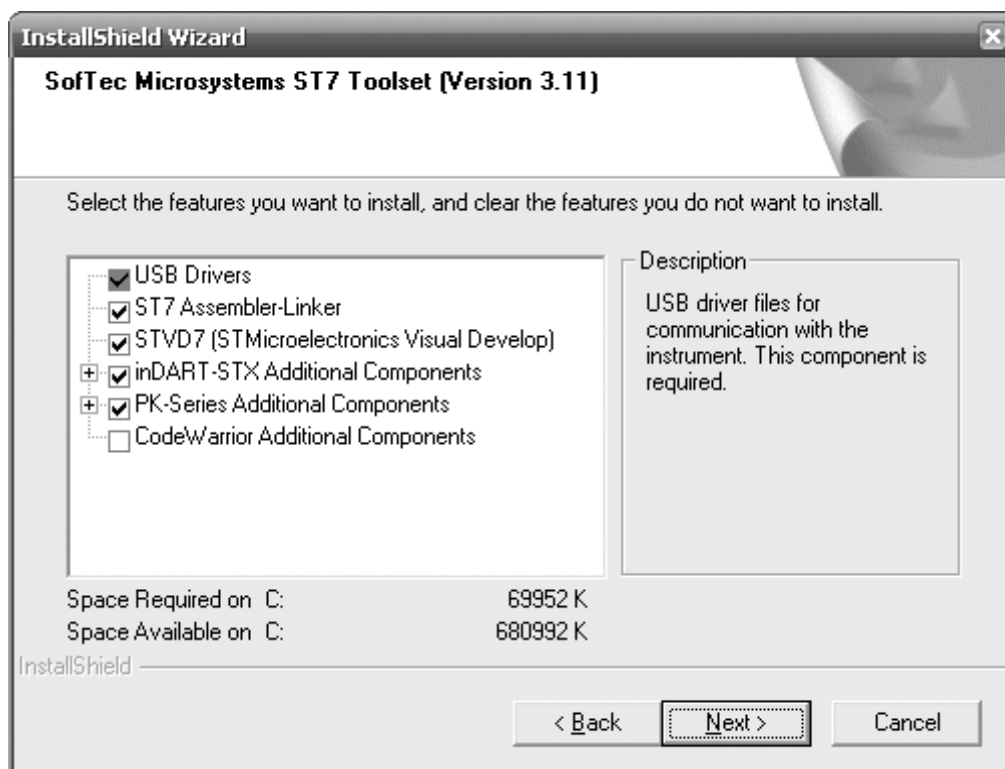 InstallShield Wizard
SofTec Microsystems ST7 Toolset (Version 3.11)
Select the features you want to install, and clear the features you do not want to install.
USB Drivers
ST7 Assembler-Linker
STVD7 (STMicroelectronics Visual Develop)
inDART-STX Additional Components
PK-Series Additional Components
CodeWarrior Additional Components
Description
USB driver files for
communication with the
instrument. This component is
required.
Space Required on C: 69952 K
Space Available on C: 680992 K
InstallShield
< Back Next > Cancel